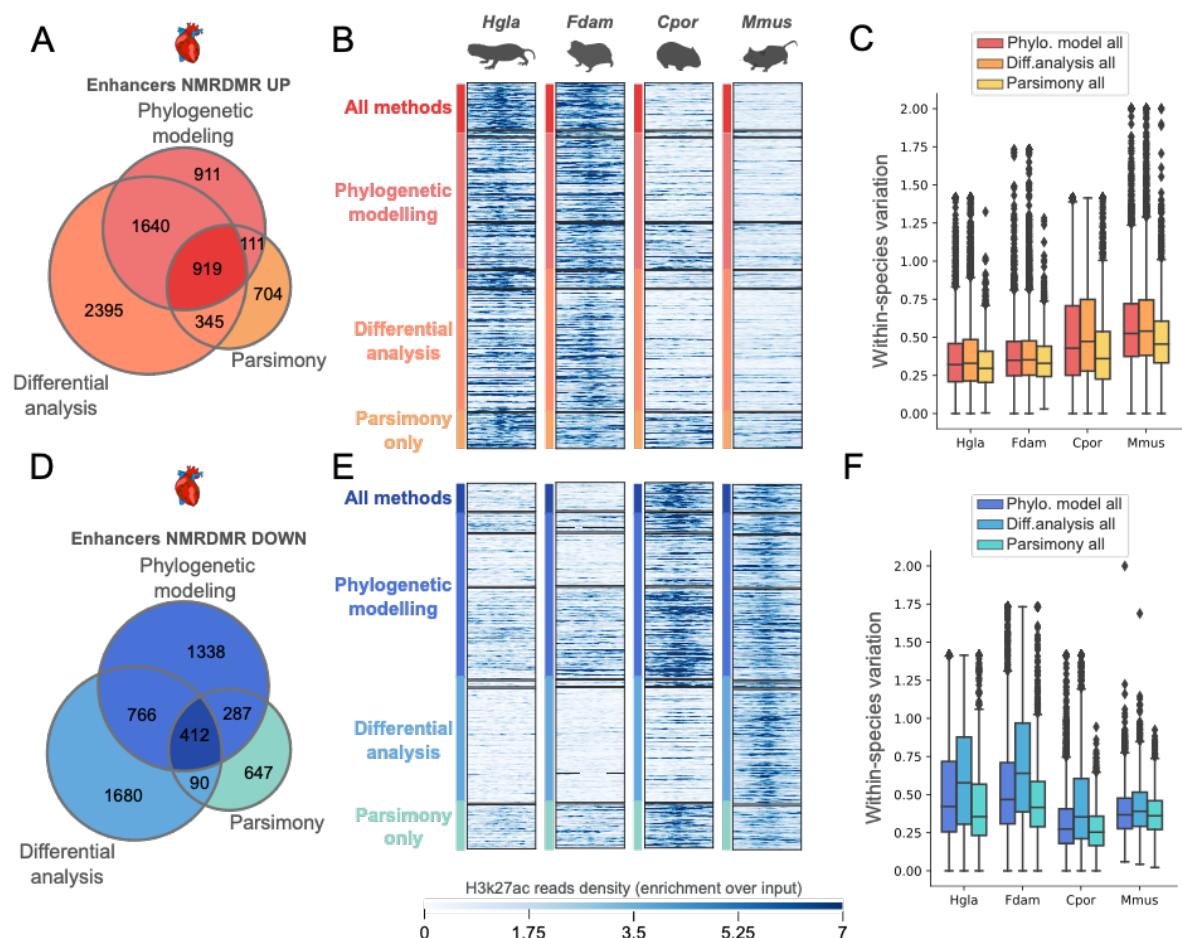 A
Enhancers NMRDMR UP
Phylogenetic
modeling
911
1640
111
919
704
2395
345
Parsimony
Differential
analysis
B
Hgla Fdam Cpor Mmus
All methods
Phylogenetic
modelling
Differential
analysis
Parsimony
only
C
Phylo. model all
Diff.analysis all
Parsimony all
Within-species variation
2.00
1.75
1.50
1.25
1.00
0.75
0.50
0.25
0.00
Hgla Fdam Cpor Mmus
D
Enhancers NMRDMR DOWN
Phylogenetic
modeling
1338
766
287
412
90
647
1680
Parsimony
Differential
analysis
E
All methods
Phylogenetic
modelling
Differential
analysis
Parsimony
only
H3k27ac reads density (enrichment over input)
0 1.75 3.5 5.25 7
F
Phylo. model all
Diff.analysis all
Parsimony all
Within-species variation
2.00
1.75
1.50
1.25
1.00
0.75
0.50
0.25
0.00
Hgla Fdam Cpor Mmus